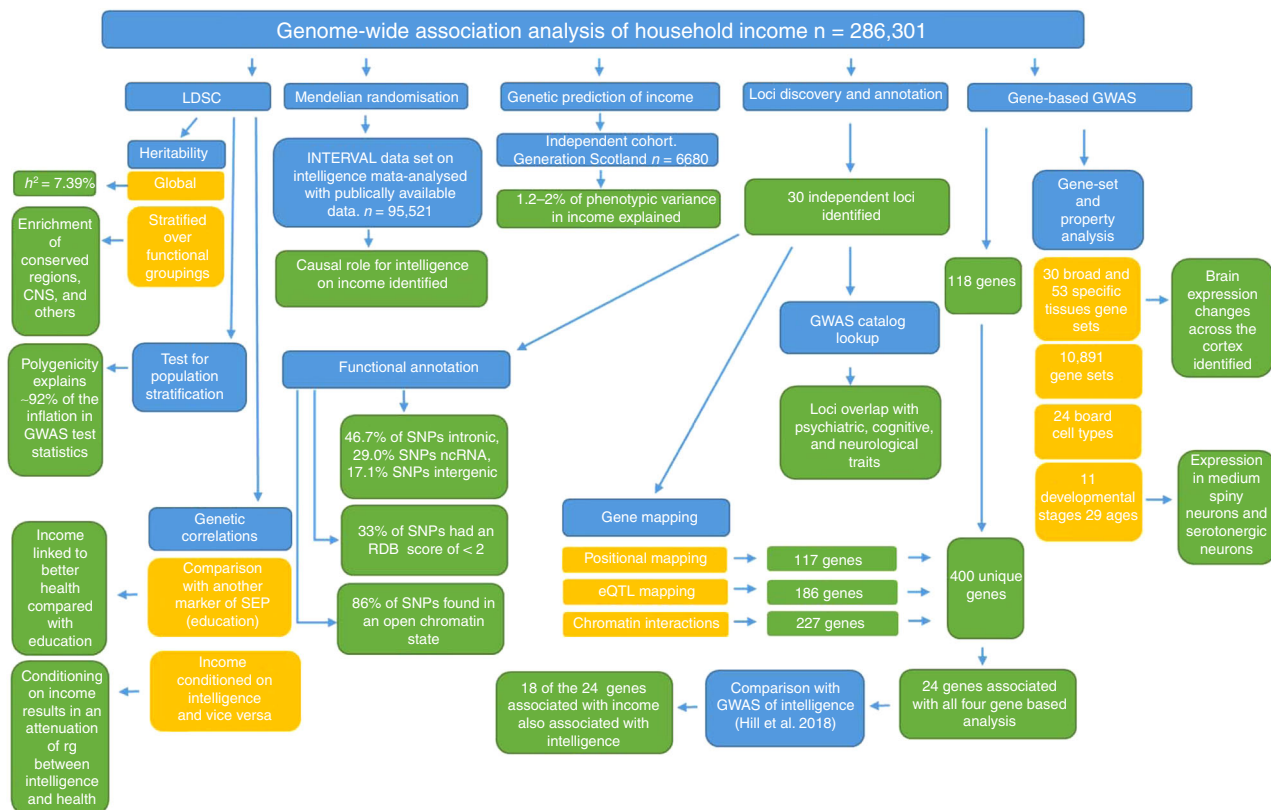 Genome-wide association analysis of household income n = 286,301
LDSC
Mendelian randomisation
Genetic prediction of income
Loci discovery and annotation
Gene-based GWAS
Heritability
Global
h² = 7.39%
Stratified
over
functional
groupings
Enrichment
of
conserved
regions,
CNS, and
others
Test for
population
stratification
Polygenicity
explains
~92% of the
inflation in
GWAS test
statistics
Genetic
correlations
Comparison
with another
marker of SEP
(education)
Income
linked to
better
health
compared
with
education
Income
conditioned on
intelligence
and vice versa
Conditioning
on income
results in an
attenuation
of rg
between
intelligence
and health
INTERVAL data set on
intelligence mata-analysed
with publically available
data. n = 95,521
Causal role for intelligence
on income identified
Independent cohort.
Generation Scotland n = 6680
1.2–2% of phenotypic variance
in income explained
30 independent loci
identified
Functional annotation
46.7% of SNPs intronic,
29.0% SNPs ncRNA,
17.1% SNPs intergenic
33% of SNPs had an
RDB score of < 2
86% of SNPs found in
an open chromatin
state
GWAS catalog
lookup
Loci overlap with
psychiatric, cognitive,
and neurological
traits
Gene mapping
Positional mapping
117 genes
eQTL mapping
186 genes
Chromatin interactions
227 genes
118 genes
400 unique
genes
24 genes associated
with all four gene based
analysis
Comparison with
GWAS of intelligence
(Hill et al. 2018)
18 of the 24 genes
associated with income
also associated with
intelligence
Gene-set
and
property
analysis
30 broad and
53 specific
tissues gene
sets
Brain
expression
changes
across the
cortex
identified
10,891
gene sets
24 board
cell types
11
developmental
stages 29 ages
Expression
in medium
spiny
neurons and
serotonergic
neurons